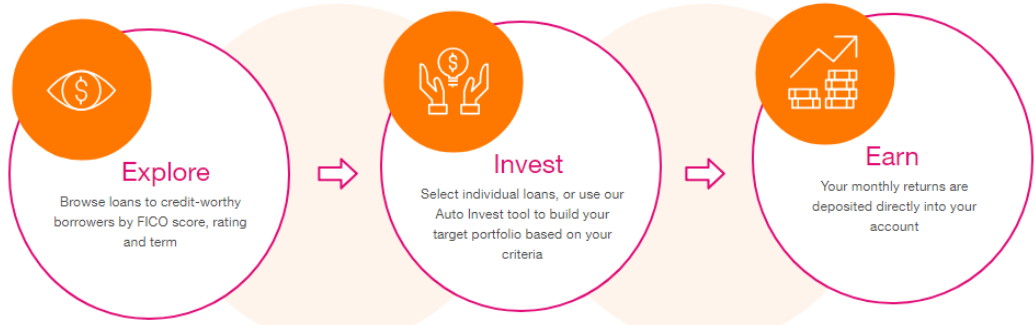 Explore
Browse loans to credit-worthy
borrowers by FICO score, rating
and term
Invest
Select individual loans, or use our
Auto Invest tool to build your
target portfolio based on your
criteria
Earn
Your monthly returns are
deposited directly into your
account